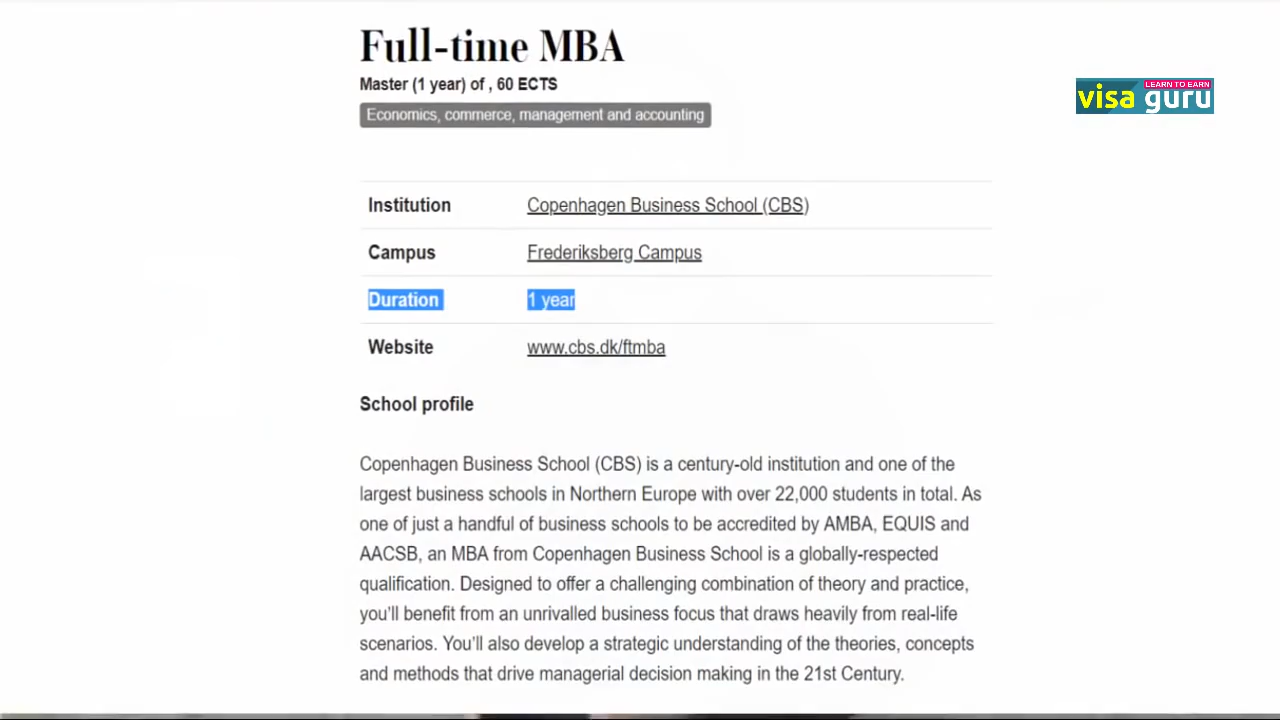 Full-time MBA
Master (1 year) of , 60 ECTS
LEARN TO EARN
visa guru
Economics, commerce, management and accounting
Institution Copenhagen Business School (CBS)
Campus Frederiksberg Campus
Duration 1 year
Website www.cbs.dk/ftmba
School profile
Copenhagen Business School (CBS) is a century-old institution and one of the
largest business schools in Northern Europe with over 22,000 students in total. As
one of just a handful of business schools to be accredited by AMBA, EQUIS and
AACSB, an MBA from Copenhagen Business School is a globally-respected
qualification. Designed to offer a challenging combination of theory and practice,
you'll benefit from an unrivalled business focus that draws heavily from real-life
scenarios. You'll also develop a strategic understanding of the theories, concepts
and methods that drive managerial decision making in the 21st Century.